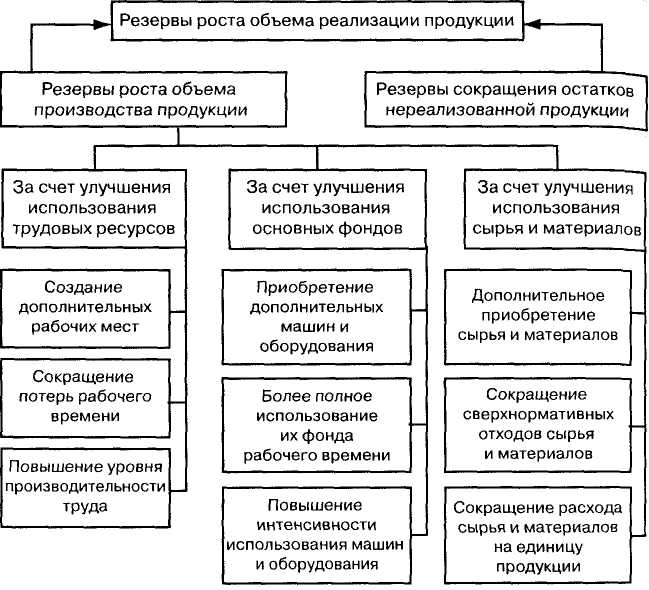 Резервы роста объема реализации продукции
Резервы роста объема
производства продукции
Резервы сокращения остатков
нереализованной продукции
За счет улучшения
использования
трудовых ресурсов
Создание
дополнительных
рабочих мест
Сокращение
потерь рабочего
времени
Повышение уровня
производительности
труда
За счет улучшения
использования
основных фондов
Приобретение
дополнительных
машин и
оборудования
Более полное
использование
их фонда
рабочего времени
Повышение
интенсивности
использования машин
и оборудования
За счет улучшения
использования
сырья и материалов
Дополнительное
приобретение
сырья и материалов
Сокращение
сверхнормативных
отходов сырья
и материалов
Сокращение расхода
сырья и материалов
на единицу
продукции